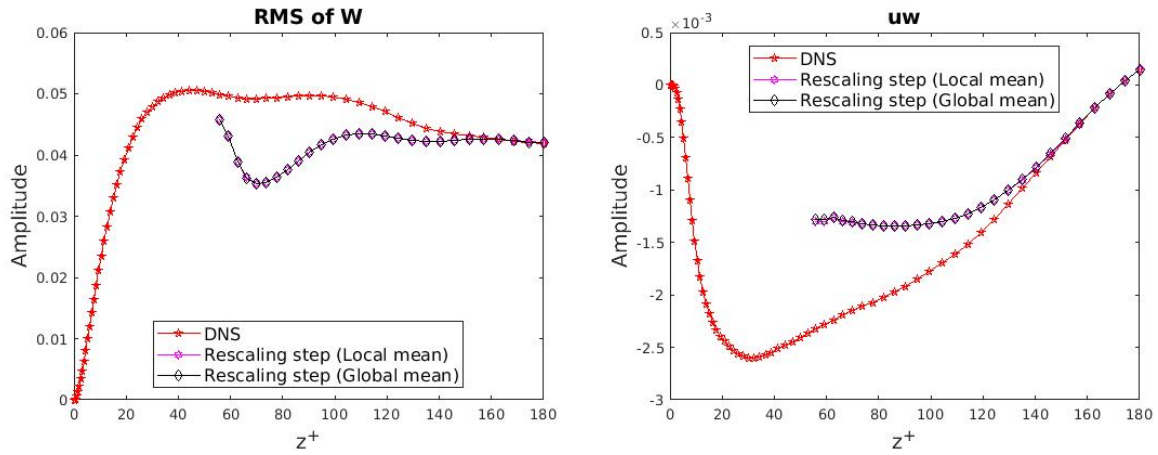 RMS of W
0.06
0.05
0.04
0.03
0.02
0.01
0
Amplitude
DNS
Rescaling step (Local mean)
Rescaling step (Global mean)
0 20 40 60 80 100 120 140 160 180
z+
uw
×10-3
0.5
0
-0.5
-1
-1.5
-2
-2.5
-3
Amplitude
DNS
Rescaling step (Local mean)
Rescaling step (Global mean)
0 20 40 60 80 100 120 140 160 180
z+